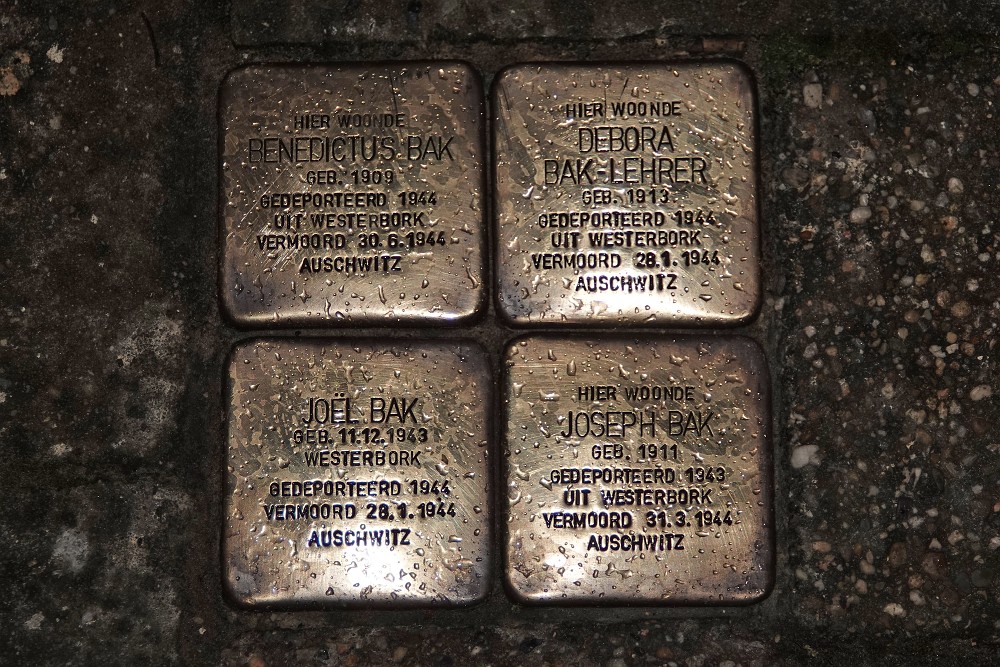 HIER WOONDE
BENEDICTUS BAK
GEB. 1909
GEDEPORTEERD 1944
UIT WESTERBORK
VERMOORD 30.6.1944
AUSCHWITZ
HIER WOONDE
DEBORA
BAK-LEHRER
GEB. 1913
GEDEPORTEERD 1944
UIT WESTERBORK
VERMOORD 28.1.1944
AUSCHWITZ
JOËL BAK
GEB. 11.12.1943
WESTERBORK
GEDEPORTEERD 1944
VERMOORD 28.1.1944
AUSCHWITZ
HIER WOONDE
JOSEPH BAK
GEB. 1911
GEDEPORTEERD 1943
UIT WESTERBORK
VERMOORD 31.3.1944
AUSCHWITZ